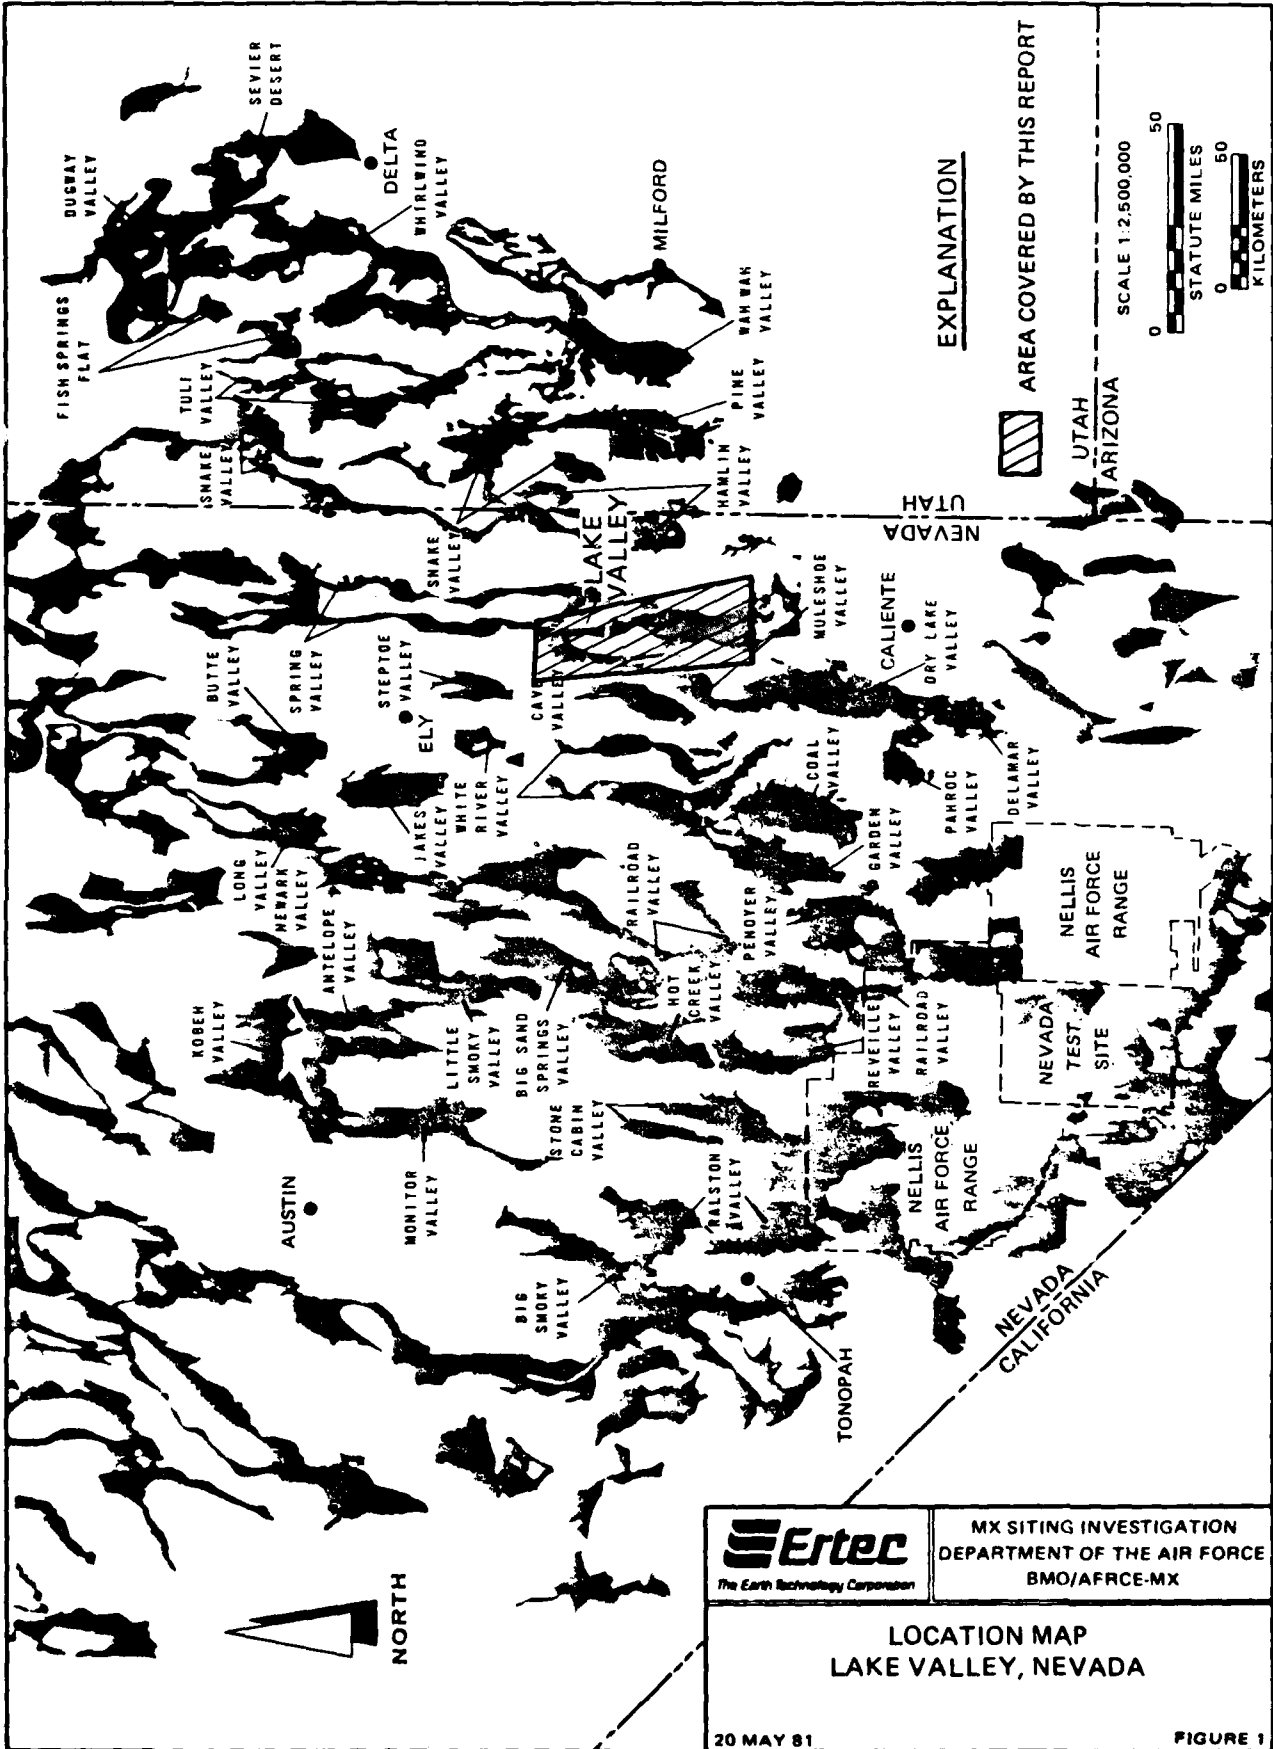 SEVIER
DESERT
DUGWAY
VALLEY
DELTA
WHIRLWIND
VALLEY
FISH SPRINGS
FLAT
MILFORD
TULE
VALLEY
WAH WAH
VALLEY
PINE
VALLEY
SNAKE
VALLEY
HAMLIN
VALLEY
SNAKE
VALLEY
LAKE
VALLEY
UTAH
NEVADA
BUTTE
VALLEY
SPRING
VALLEY
STEPTOE
VALLEY
ELY
CAVE
VALLEY
MULESHOE
VALLEY
CALIENTE
DRY LAKE
VALLEY
WHITE
RIVER
VALLEY
JAKES
VALLEY
COAL
VALLEY
PAHROC
VALLEY
DELAMAR
VALLEY
LONG
VALLEY
NEWARK
VALLEY
GARDEN
VALLEY
RAILROAD
VALLEY
PENOYER
VALLEY
ANTELOPE
VALLEY
KOBEH
VALLEY
LITTLE
SMOKY
VALLEY
BIG SAND
SPRINGS
VALLEY
HOT
CREEK
VALLEY
REVEILLE
VALLEY
RAILROAD
VALLEY
NELLIS
AIR FORCE
RANGE
NEVADA
TEST
SITE
STONE
CABIN
VALLEY
MONITOR
VALLEY
AUSTIN
RALSTON
VALLEY
NELLIS
AIR FORCE
RANGE
BIG
SMOKY
VALLEY
TONOPAH
NEVADA
CALIFORNIA
NORTH
EXPLANATION
AREA COVERED BY THIS REPORT
UTAH
ARIZONA
SCALE 1:2,500,000
0 50
STATUTE MILES
0 50
KILOMETERS
Ertec
The Earth Technology Corporation
MX SITING INVESTIGATION
DEPARTMENT OF THE AIR FORCE
BMO/AFRCE-MX
LOCATION MAP
LAKE VALLEY, NEVADA
20 MAY 81
FIGURE 1